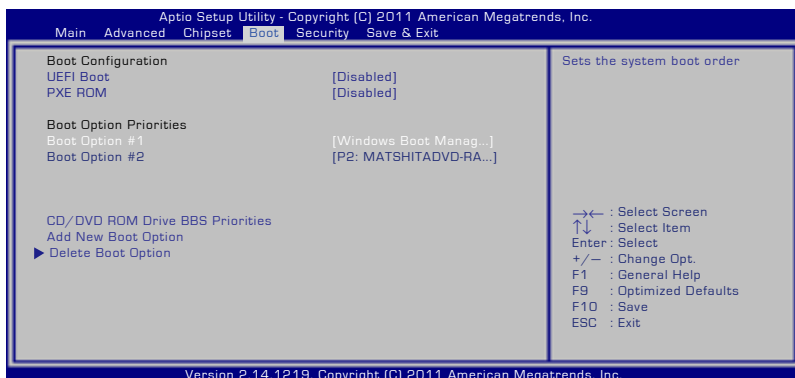 Aptio Setup Utility - Copyright (C) 2011 American Megatrends, Inc.
Main Advanced Chipset Boot Security Save & Exit
Boot Configuration
UEFI Boot [Disabled]
PXE ROM [Disabled]
Boot Option Priorities
Boot Option #1 [Windows Boot Manag...]
Boot Option #2 [P2: MATSHITADVD-RA...]
CD/DVD ROM Drive BBS Priorities
Add New Boot Option
▶ Delete Boot Option
Sets the system boot order
→← : Select Screen
↑↓ : Select Item
Enter : Select
+/− : Change Opt.
F1 : General Help
F9 : Optimized Defaults
F10 : Save
ESC : Exit
Version 2.14.1219. Copyright (C) 2011 American Megatrends, Inc.